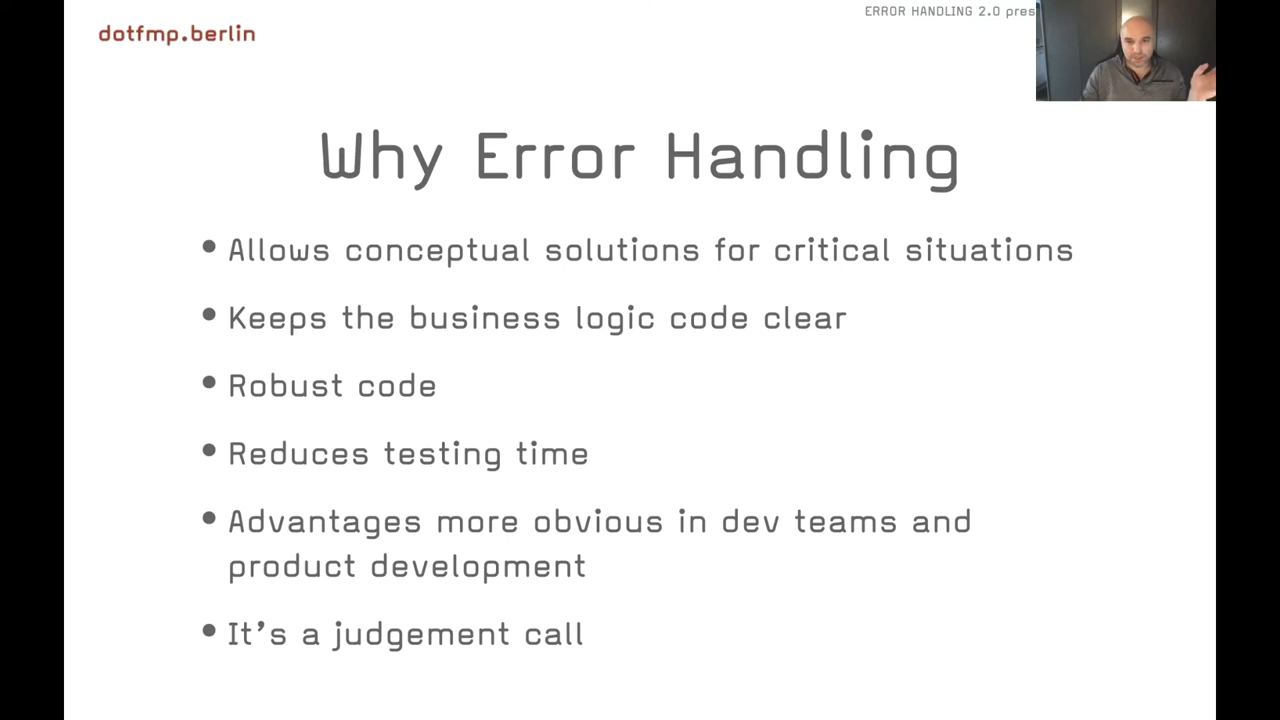 dotfmp.berlin
ERROR HANDLING 2.0
Why Error Handling
• Allows conceptual solutions for critical situations
• Keeps the business logic code clear
• Robust code
• Reduces testing time
• Advantages more obvious in dev teams and
product development
• It's a judgement call